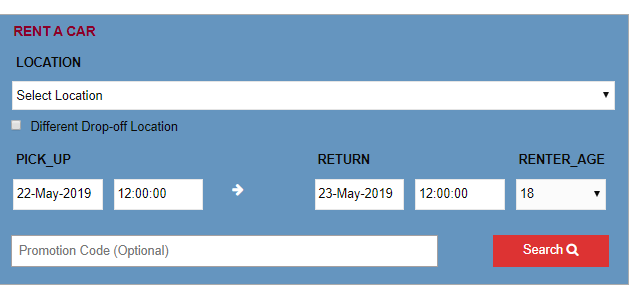 RENT A CAR
LOCATION
Select Location
Different Drop-off Location
PICK_UP RETURN RENTER_AGE
22-May-2019 12:00:00 23-May-2019 12:00:00 18
Promotion Code (Optional) Search